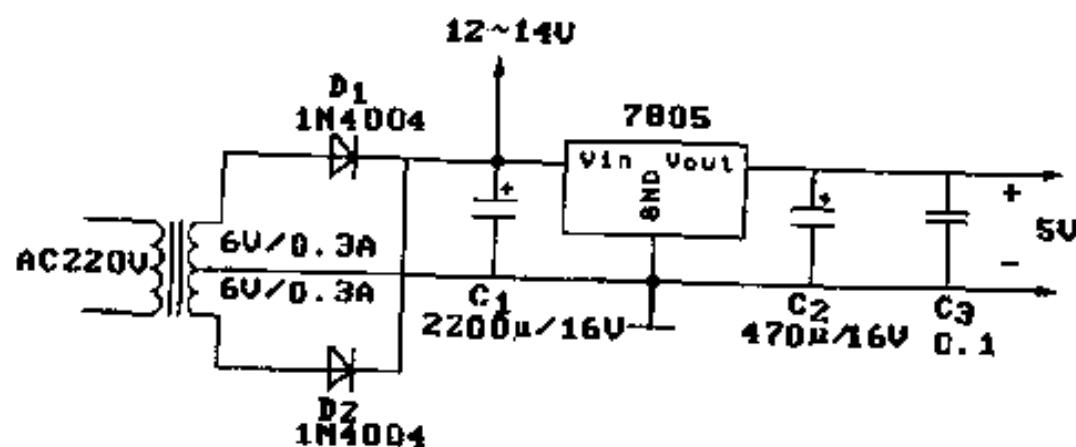 12~14V
D1
1N4004
7805
Vin Vout
GND
AC220V
6V/0.3A
6V/0.3A
+
+
+
5V
-
C1
2200μ/16V
C2
470μ/16V
C3
0.1
D2
1N4004